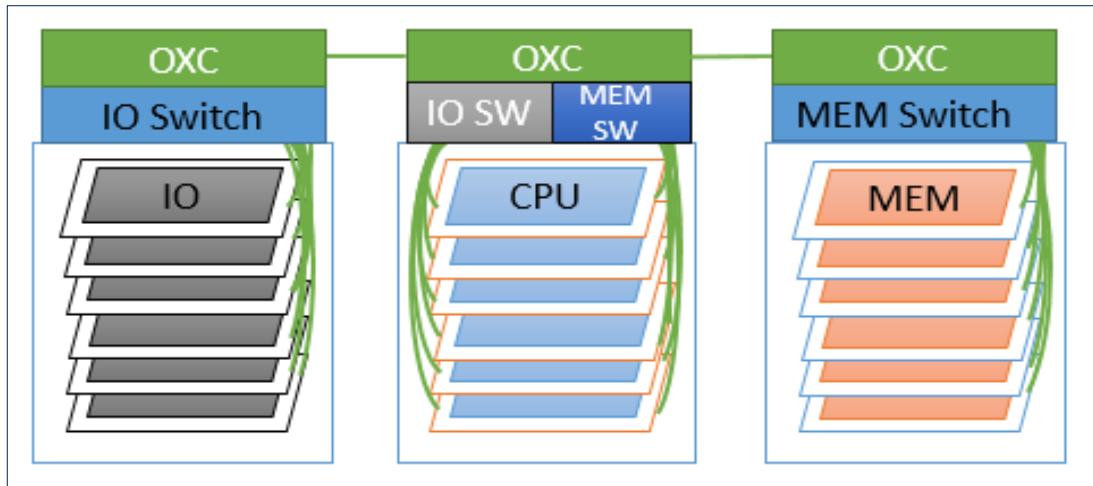 OXC
IO Switch
IO
OXC
IO SW
MEM
SW
CPU
OXC
MEM Switch
MEM